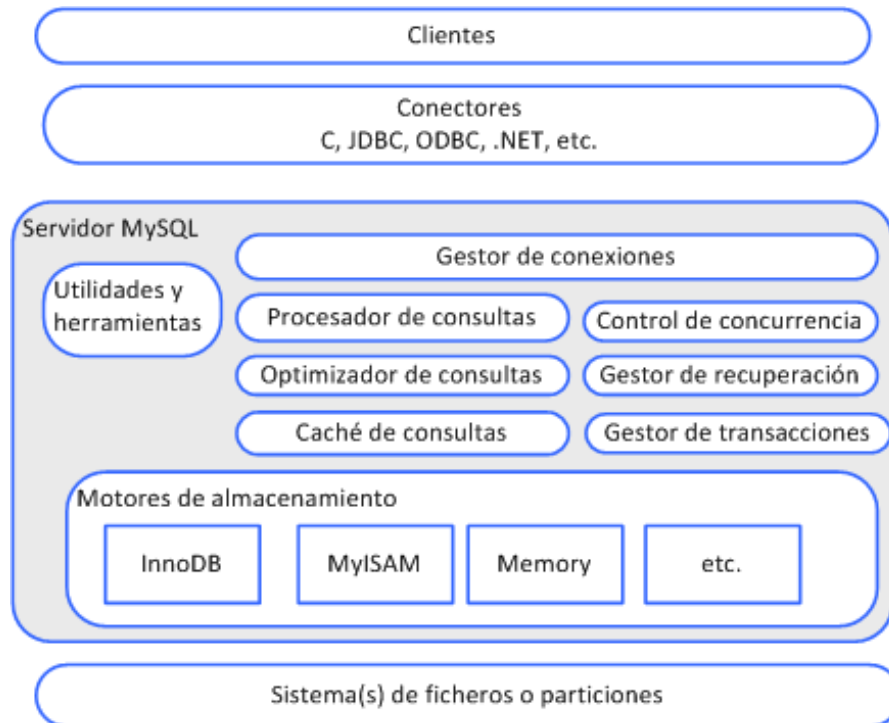 Clientes
Conectores
C, JDBC, ODBC, .NET, etc.
Servidor MySQL
Gestor de conexiones
Utilidades y
herramientas
Procesador de consultas
Control de concurrencia
Optimizador de consultas
Gestor de recuperación
Caché de consultas
Gestor de transacciones
Motores de almacenamiento
InnoDB
MyISAM
Memory
etc.
Sistema(s) de ficheros o particiones